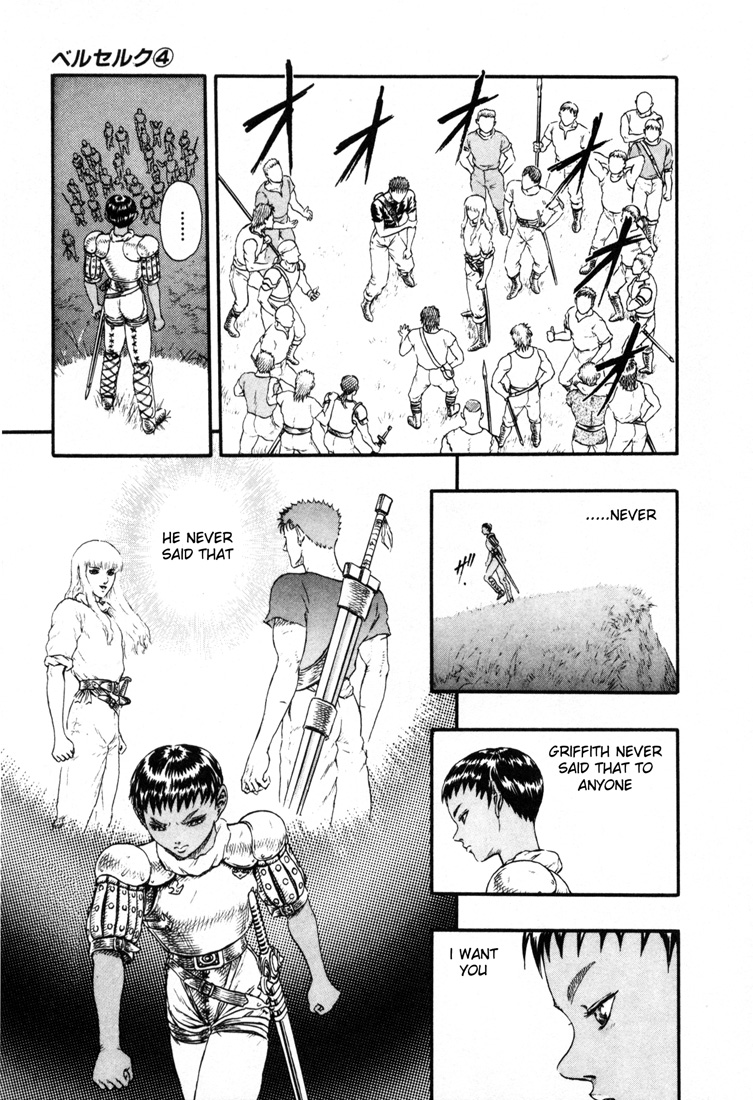 ベルセルク④
オ
オ
オ
オ
オ
オ
………
.....NEVER
ザッ
GRIFFITH NEVER
SAID THAT TO
ANYONE
I WANT
YOU
HE NEVER
SAID THAT